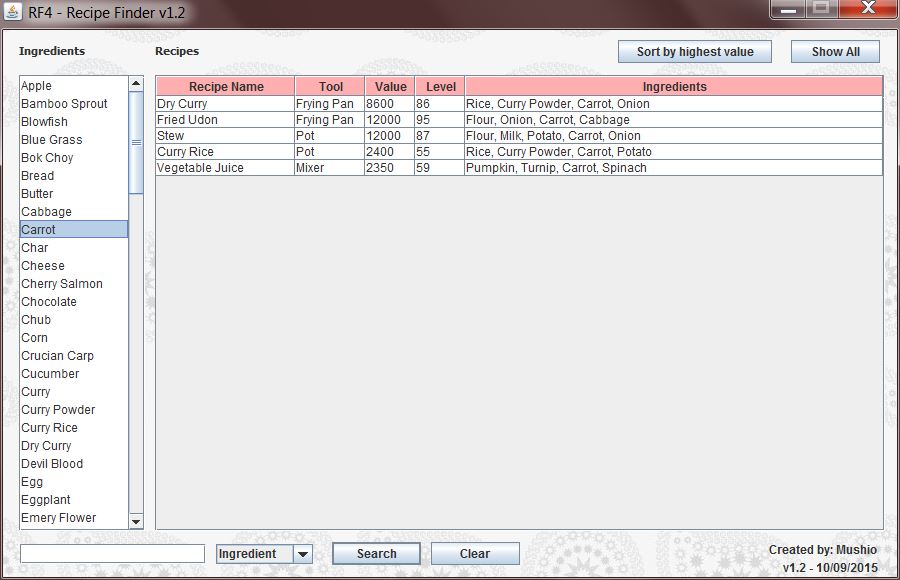 RF4 - Recipe Finder v1.2
Ingredients
Recipes
Sort by highest value
Show All
Apple
Bamboo Sprout
Blowfish
Blue Grass
Bok Choy
Bread
Butter
Cabbage
Carrot
Char
Cheese
Cherry Salmon
Chocolate
Chub
Corn
Crucian Carp
Cucumber
Curry
Curry Powder
Curry Rice
Dry Curry
Devil Blood
Egg
Eggplant
Emery Flower
Recipe Name Tool Value Level Ingredients
Dry Curry Frying Pan 8600 86 Rice, Curry Powder, Carrot, Onion
Fried Udon Frying Pan 12000 95 Flour, Onion, Carrot, Cabbage
Stew Pot 12000 87 Flour, Milk, Potato, Carrot, Onion
Curry Rice Pot 2400 55 Rice, Curry Powder, Carrot, Potato
Vegetable Juice Mixer 2350 59 Pumpkin, Turnip, Carrot, Spinach
Ingredient
Search
Clear
Created by: Mushio
v1.2 - 10/09/2015